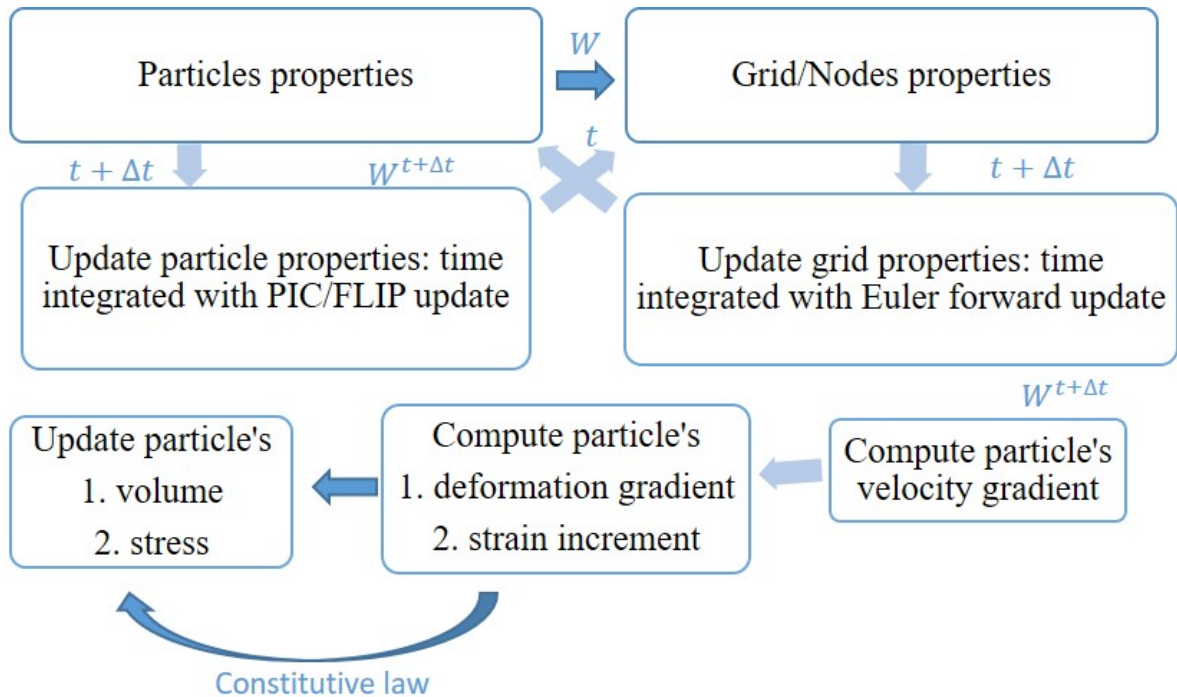 Particles properties
W
Grid/Nodes properties
t
t + Δt
W^{t+Δt}
t + Δt
Update particle properties: time
integrated with PIC/FLIP update
Update grid properties: time
integrated with Euler forward update
W^{t+Δt}
Update particle's
1. volume
2. stress
Compute particle's
1. deformation gradient
2. strain increment
Compute particle's
velocity gradient
Constitutive law